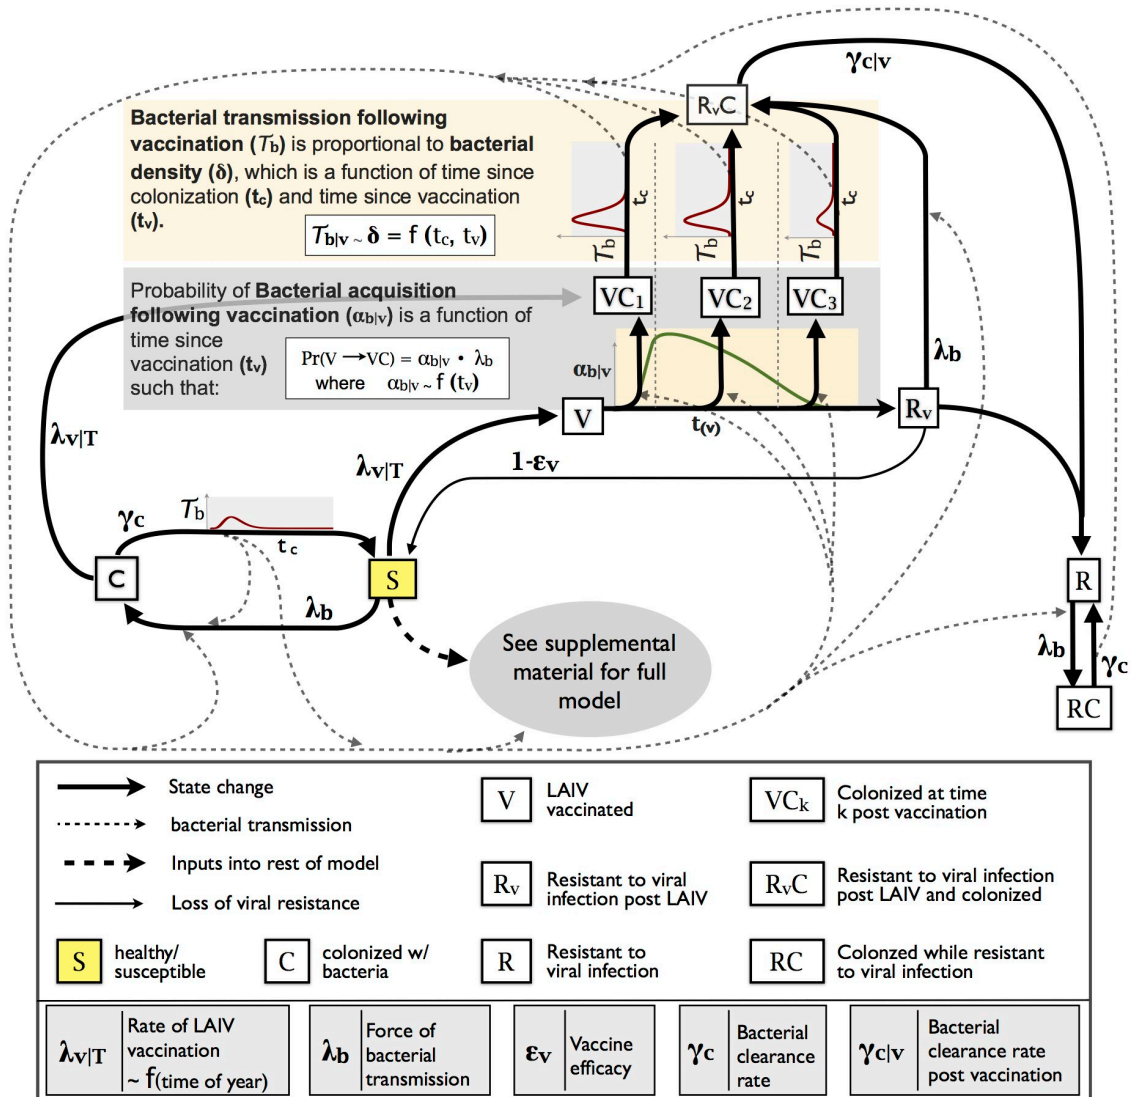 γc|v
RvC
Bacterial transmission following
vaccination (Tb) is proportional to bacterial
density (δ), which is a function of time since
colonization (tc) and time since vaccination
(tv).
Tb|v ~ δ = f (tc, tv)
tc
tc
tc
Tb
Tb
Tb
Probability of Bacterial acquisition
following vaccination (αb|v) is a function of
time since
vaccination (tv)
such that:
Pr(V →VC) = αb|v • λb
where αb|v ~ f (tv)
VC1
VC2
VC3
αb|v
λb
V
t(v)
Rv
λv|T
λv|T
1-εv
Tb
γc
tc
C
S
R
λb
See supplemental
material for full
model
λb
γc
RC
State change
bacterial transmission
Inputs into rest of model
Loss of viral resistance
V
LAIV
vaccinated
VCk
Colonized at time
k post vaccination
Rv
Resistant to viral
infection post LAIV
RvC
Resistant to viral infection
post LAIV and colonized
S
healthy/
susceptible
C
colonized w/
bacteria
R
Resistant to
viral infection
RC
Colonzed while resistant
to viral infection
λv|T
Rate of LAIV
vaccination
~ f(time of year)
λb
Force of
bacterial
transmission
εv
Vaccine
efficacy
γc
Bacterial
clearance
rate
γc|v
Bacterial
clearance rate
post vaccination